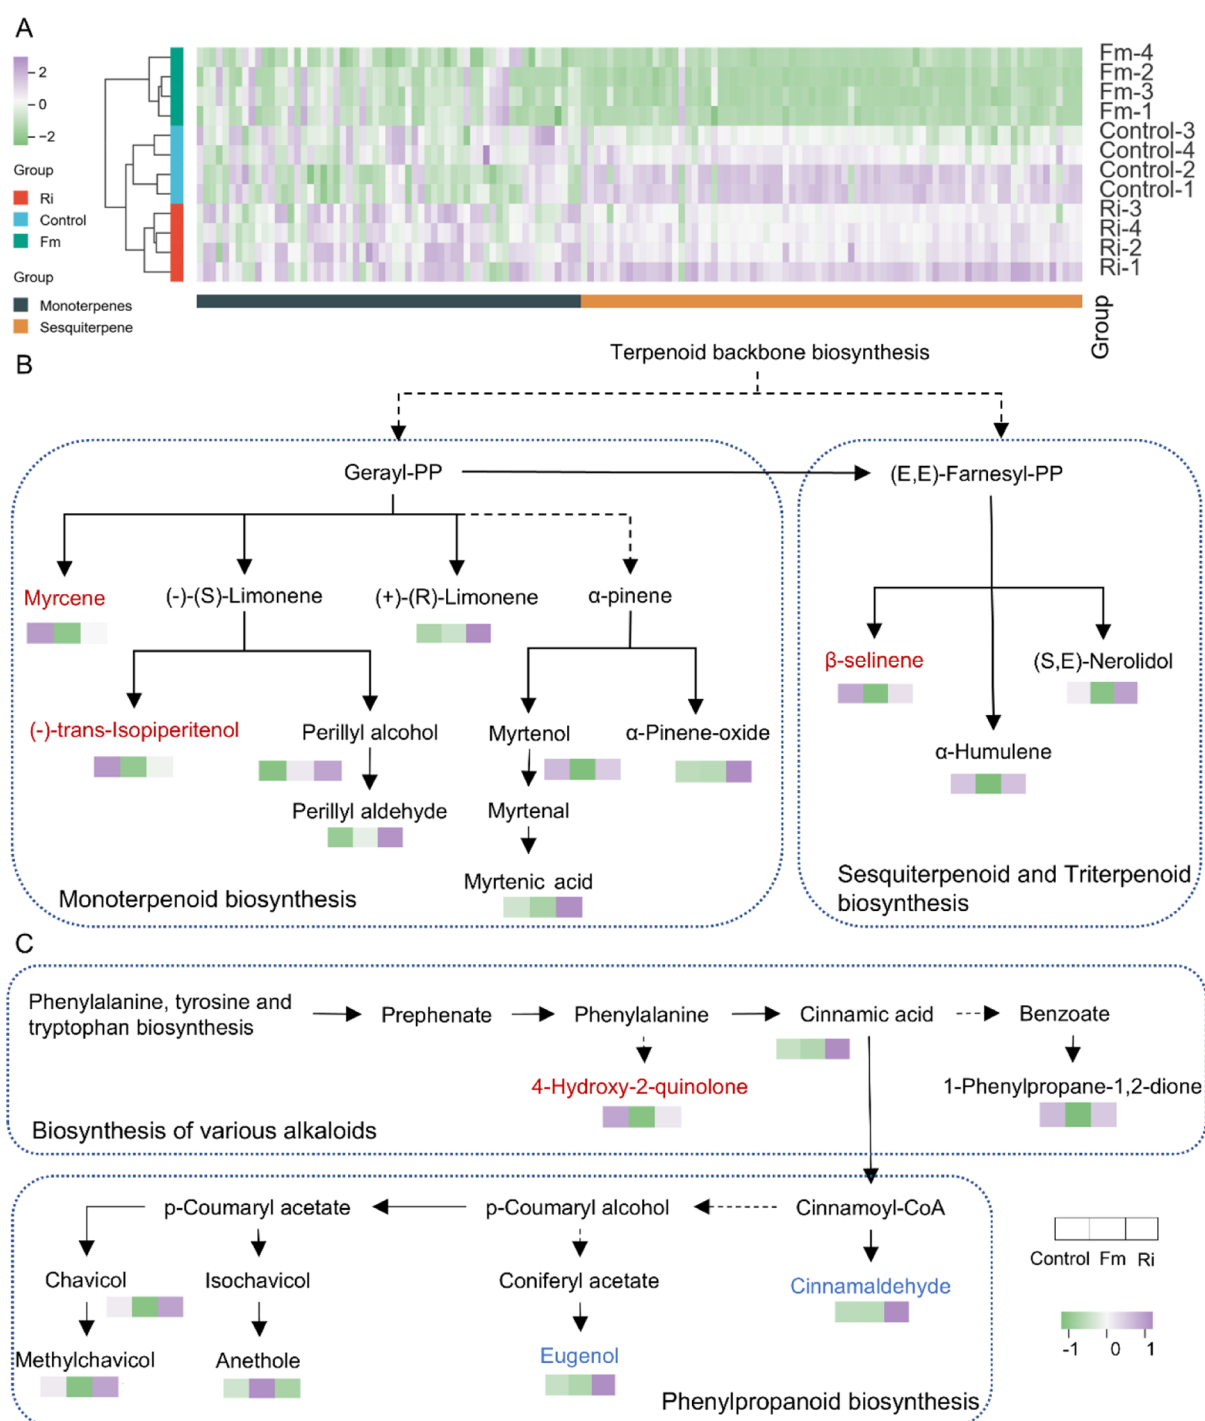 A
2
0
−2
Group
Ri
Control
Fm
Group
Monoterpenes
Sesquiterpene
Fm-4
Fm-2
Fm-3
Fm-1
Control-3
Control-4
Control-2
Control-1
Ri-3
Ri-4
Ri-2
Ri-1
Group
B
Terpenoid backbone biosynthesis
Gerayl-PP
(E,E)-Farnesyl-PP
Myrcene
(-)-(S)-Limonene
(+)-(R)-Limonene
α-pinene
β-selinene
(S,E)-Nerolidol
(-)-trans-Isopiperitenol
Perillyl alcohol
Myrtenol
α-Pinene-oxide
α-Humulene
Perillyl aldehyde
Myrtenal
Myrtenic acid
Monoterpenoid biosynthesis
Sesquiterpenoid and Triterpenoid
biosynthesis
C
Phenylalanine, tyrosine and
tryptophan biosynthesis
Prephenate
Phenylalanine
Cinnamic acid
Benzoate
4-Hydroxy-2-quinolone
1-Phenylpropane-1,2-dione
Biosynthesis of various alkaloids
p-Coumaryl acetate
p-Coumaryl alcohol
Cinnamoyl-CoA
Chavicol
Isochavicol
Coniferyl acetate
Cinnamaldehyde
Methylchavicol
Anethole
Eugenol
Phenylpropanoid biosynthesis
Control Fm Ri
-1 0 1